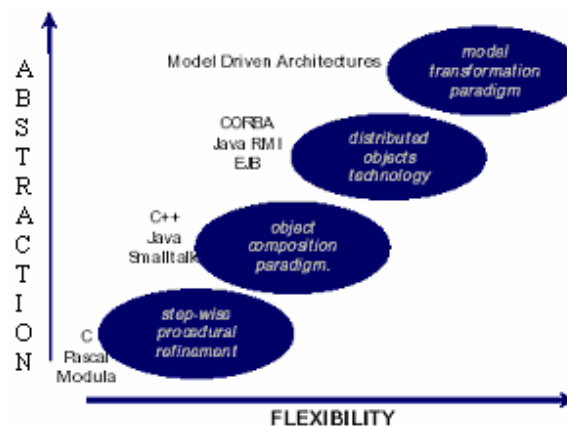 ABSTRACTION
Model Driven Architectures
model
transformation
paradigm
CORBA
Java RMI
EJB
distributed
objects
technology
C++
Java
Smalltalk
object
composition
paradigm.
C
Pascal
Modula
step-wise
procedural
refinement
FLEXIBILITY